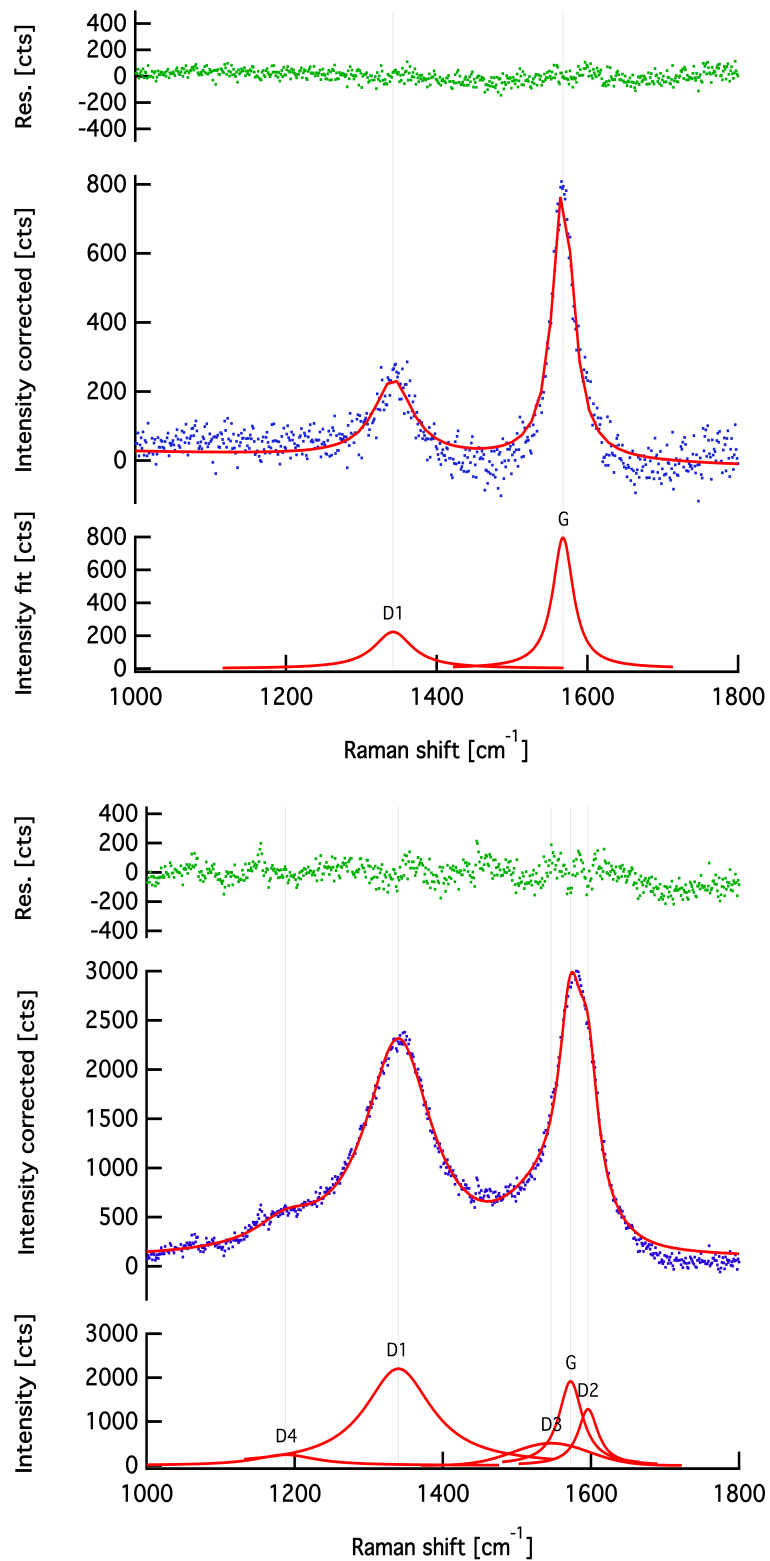 Res. [cts]
400
200
0
-200
-400
Intensity corrected [cts]
800
600
400
200
0
Intensity fit [cts]
800
600
400
200
0
D1
G
1000 1200 1400 1600 1800
Raman shift [cm-1]
Res. [cts]
400
200
0
-200
-400
Intensity corrected [cts]
3000
2500
2000
1500
1000
500
0
Intensity [cts]
3000
2000
1000
0
D4
D1
D3
G
D2
1000 1200 1400 1600 1800
Raman shift [cm-1]